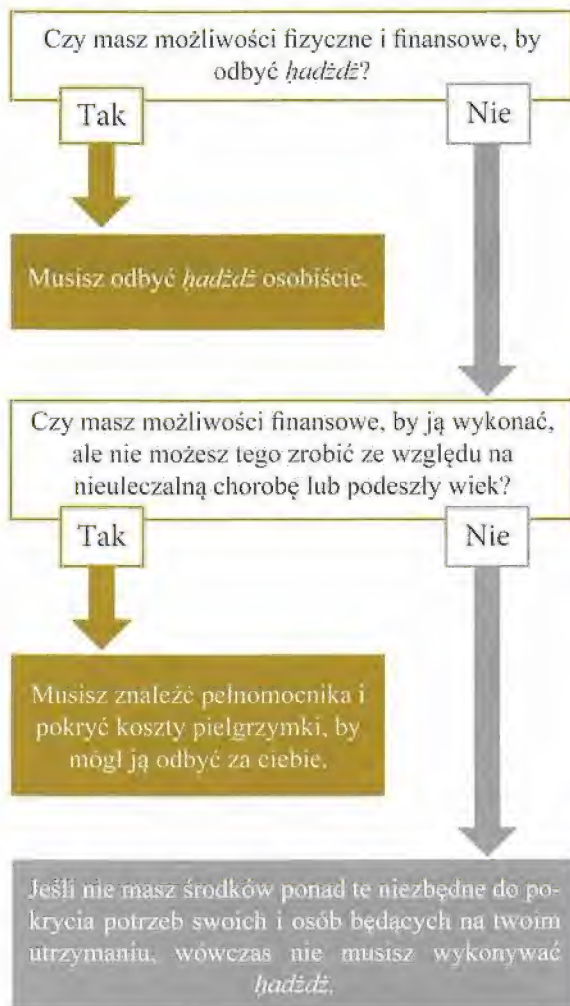 Czy masz możliwości fizyczne i finansowe, by
odbyć ḥadżdż?
Tak
Nie
Musisz odbyć ḥadżdż osobiście.
Czy masz możliwości finansowe, by ją wykonać,
ale nie możesz tego zrobić ze względu na
nieuleczalną chorobę lub podeszły wiek?
Tak
Nie
Musisz znaleźć pełnomocnika i
pokryć koszty pielgrzymki, by
mógł ją odbyć za ciebie.
Jeśli nie masz środków ponad te niezbędne do po-
krycia potrzeb swoich i osób będących na twoim
utrzymaniu, wówczas nie musisz wykonywać
ḥadżdż.